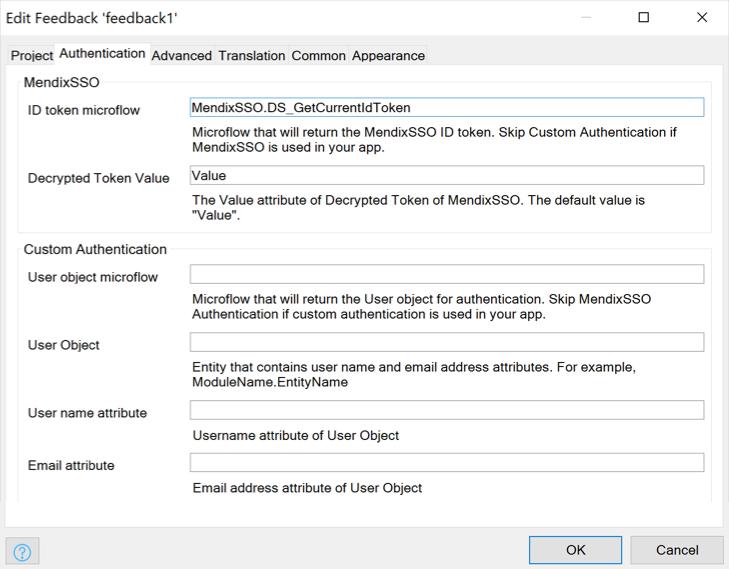 Edit Feedback 'feedback1'
Project Authentication Advanced Translation Common Appearance
MendixSSO
ID token microflow
MendixSSO.DS_GetCurrentIdToken
Microflow that will return the MendixSSO ID token. Skip Custom Authentication if
MendixSSO is used in your app.
Decrypted Token Value
Value
The Value attribute of Decrypted Token of MendixSSO. The default value is
"Value".
Custom Authentication
User object microflow
Microflow that will return the User object for authentication. Skip MendixSSO
Authentication if custom authentication is used in your app.
User Object
Entity that contains user name and email address attributes. For example,
ModuleName.EntityName
User name attribute
Username attribute of User Object
Email attribute
Email address attribute of User Object
?
OK
Cancel